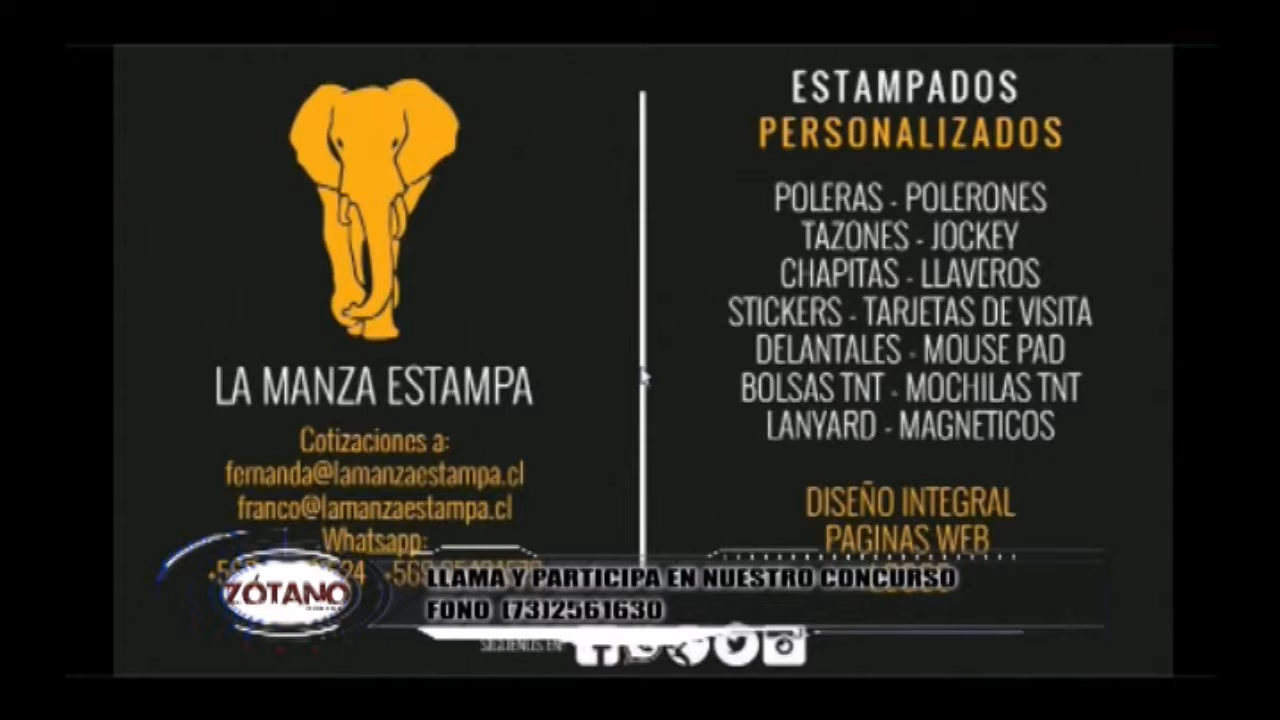 LA MANZA ESTAMPA
Cotizaciones a:
fernanda@lamanzaestampa.cl
franco@lamanzaestampa.cl
Whatsapp:
ESTAMPADOS
PERSONALIZADOS
POLERAS - POLERONES
TAZONES - JOCKEY
CHAPITAS - LLAVEROS
STICKERS - TARJETAS DE VISITA
DELANTALES - MOUSE PAD
BOLSAS TNT - MOCHILAS TNT
LANYARD - MAGNETICOS
DISEÑO INTEGRAL
PAGINAS WEB
ZÓTANO
LLAMA Y PARTICIPA EN NUESTRO CONCURSO
FONO (73)2561630
SIGUENOS EN